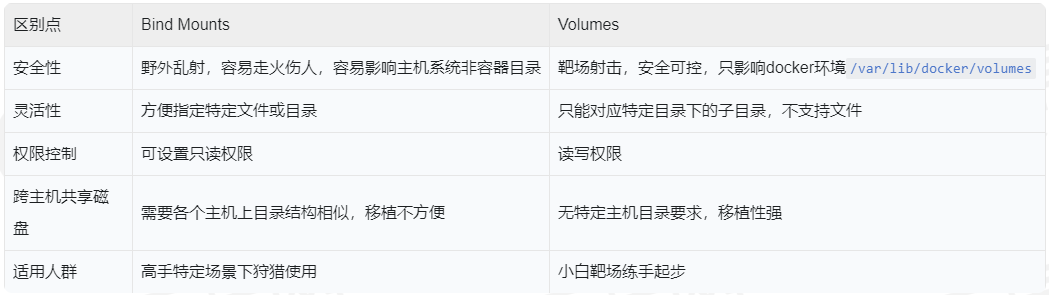 区别点 Bind Mounts Volumes
安全性 野外乱射，容易走火伤人，容易影响主机系统非容器目录 靶场射击，安全可控，只影响docker环境/var/lib/docker/volumes
灵活性 方便指定特定文件或目录 只能对应特定目录下的子目录，不支持文件
权限控制 可设置只读权限 读写权限
跨主机共享磁
盘 需要各个主机上目录结构相似，移植不方便 无特定主机目录要求，移植性强
适用人群 高手特定场景下狩猎使用 小白靶场练手起步